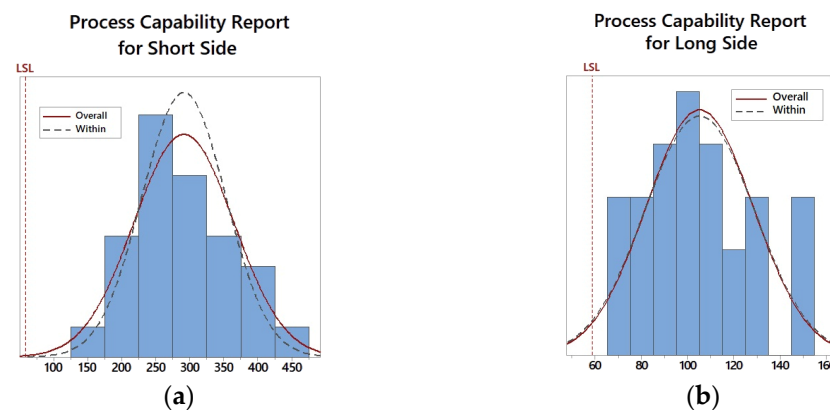 Process Capability Report
for Short Side
LSL
Overall
Within
100 150 200 250 300 350 400 450
(a)
Process Capability Report
for Long Side
LSL
Overall
Within
60 80 100 120 140
(b)